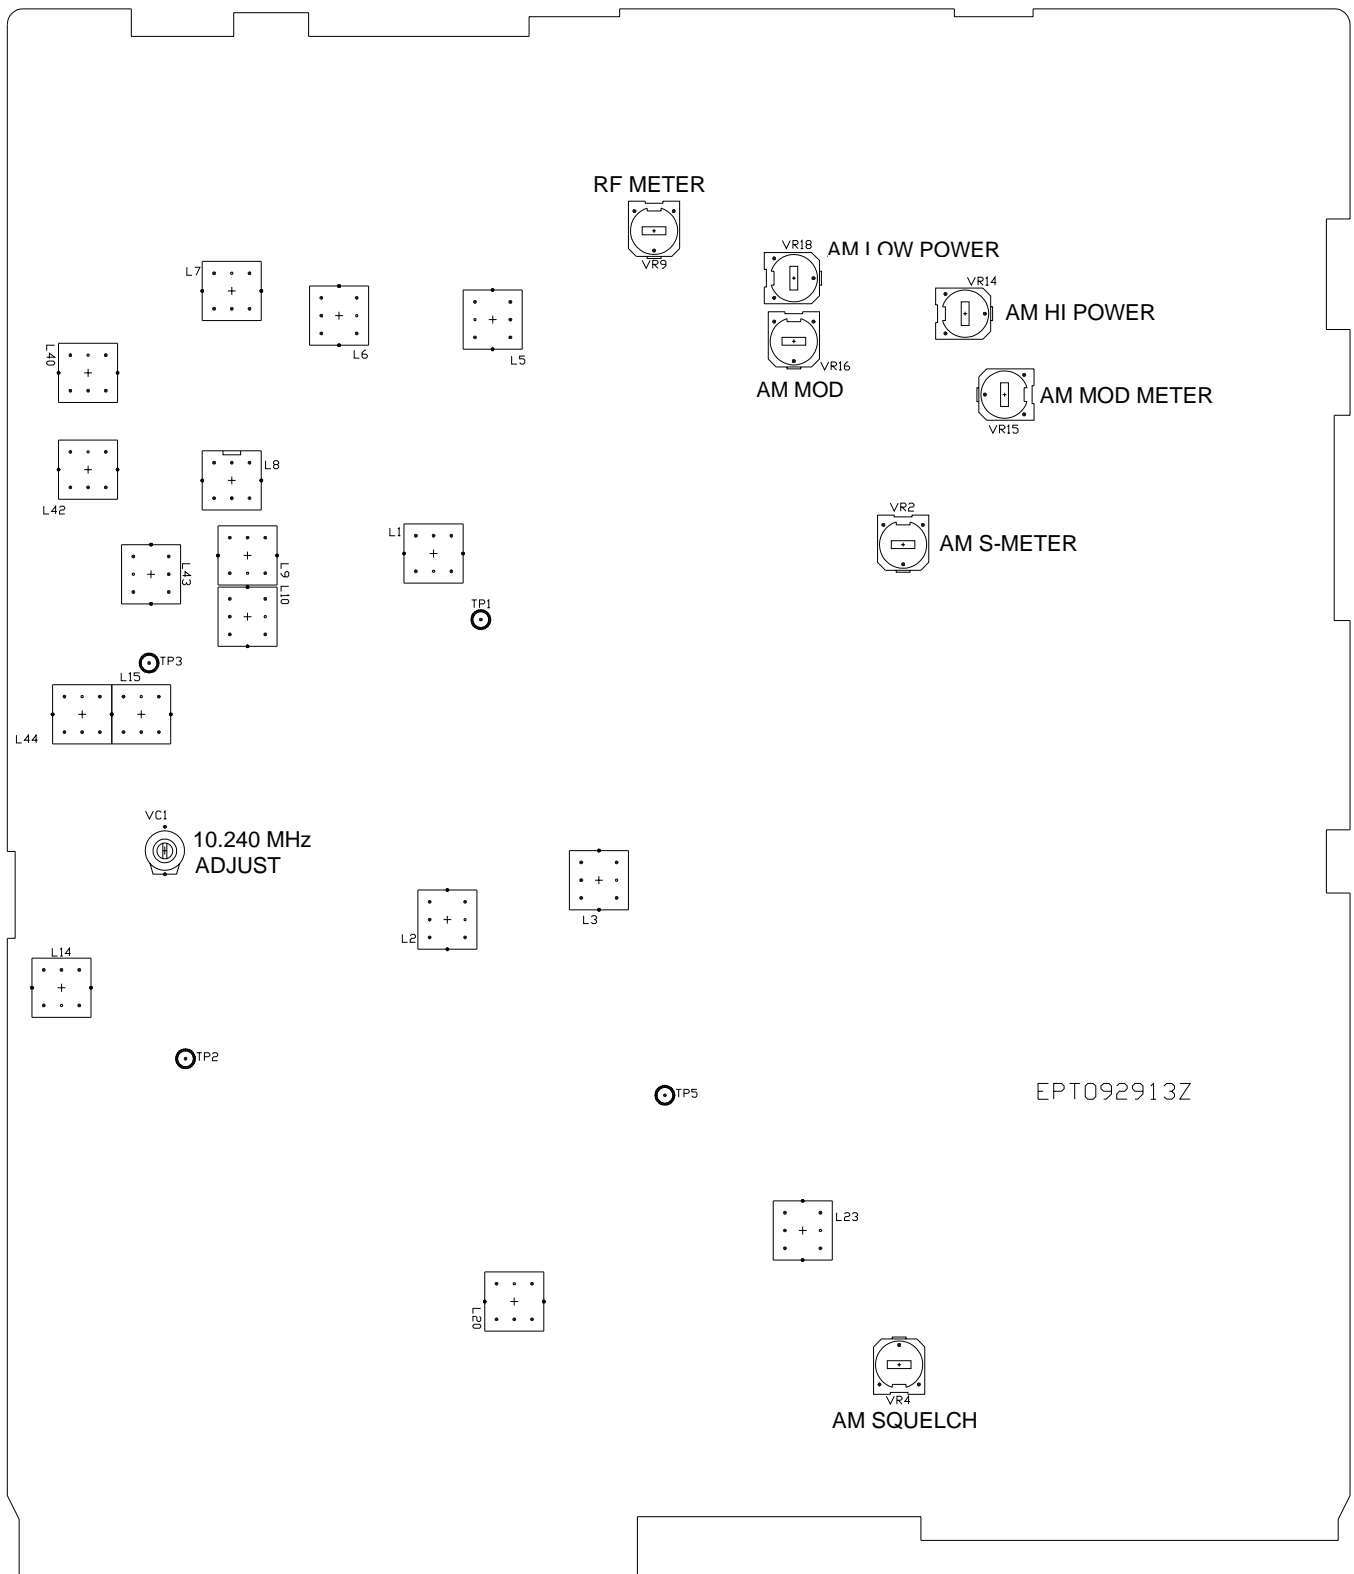 RF METER
VR9
VR18
AM LOW POWER
VR14
AM HI POWER
VR16
AM MOD
AM MOD METER
VR15
L7
L6
L5
L40
L8
L42
L1
VR2
AM S-METER
L43
L9
L10
TP1
TP3
L15
L44
VC1
10.240 MHz
ADJUST
L3
L2
L14
TP2
TP5
EPT092913Z
L23
L20
VR4
AM SQUELCH